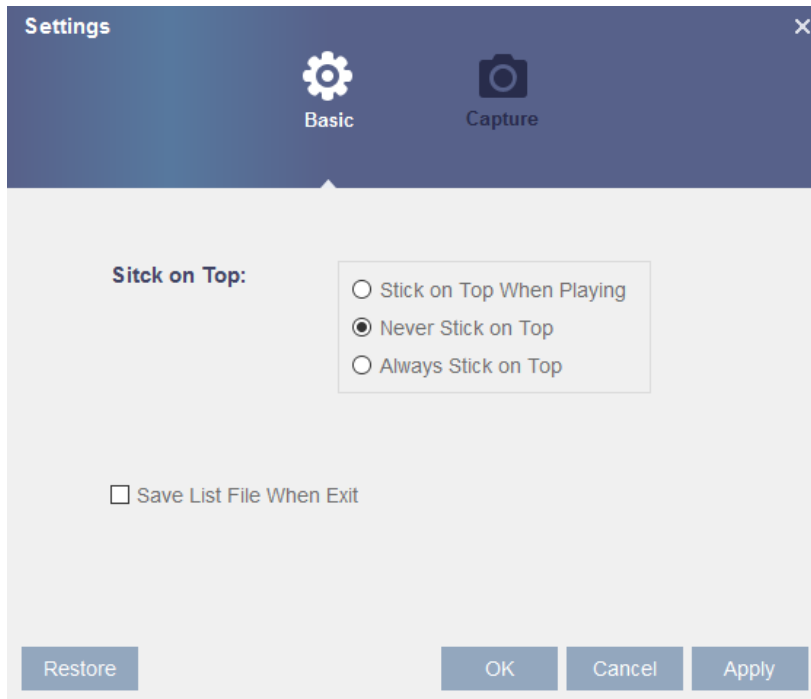 Settings
Basic
Capture
Sitck on Top:
Stick on Top When Playing
Never Stick on Top
Always Stick on Top
Save List File When Exit
Restore
OK
Cancel
Apply